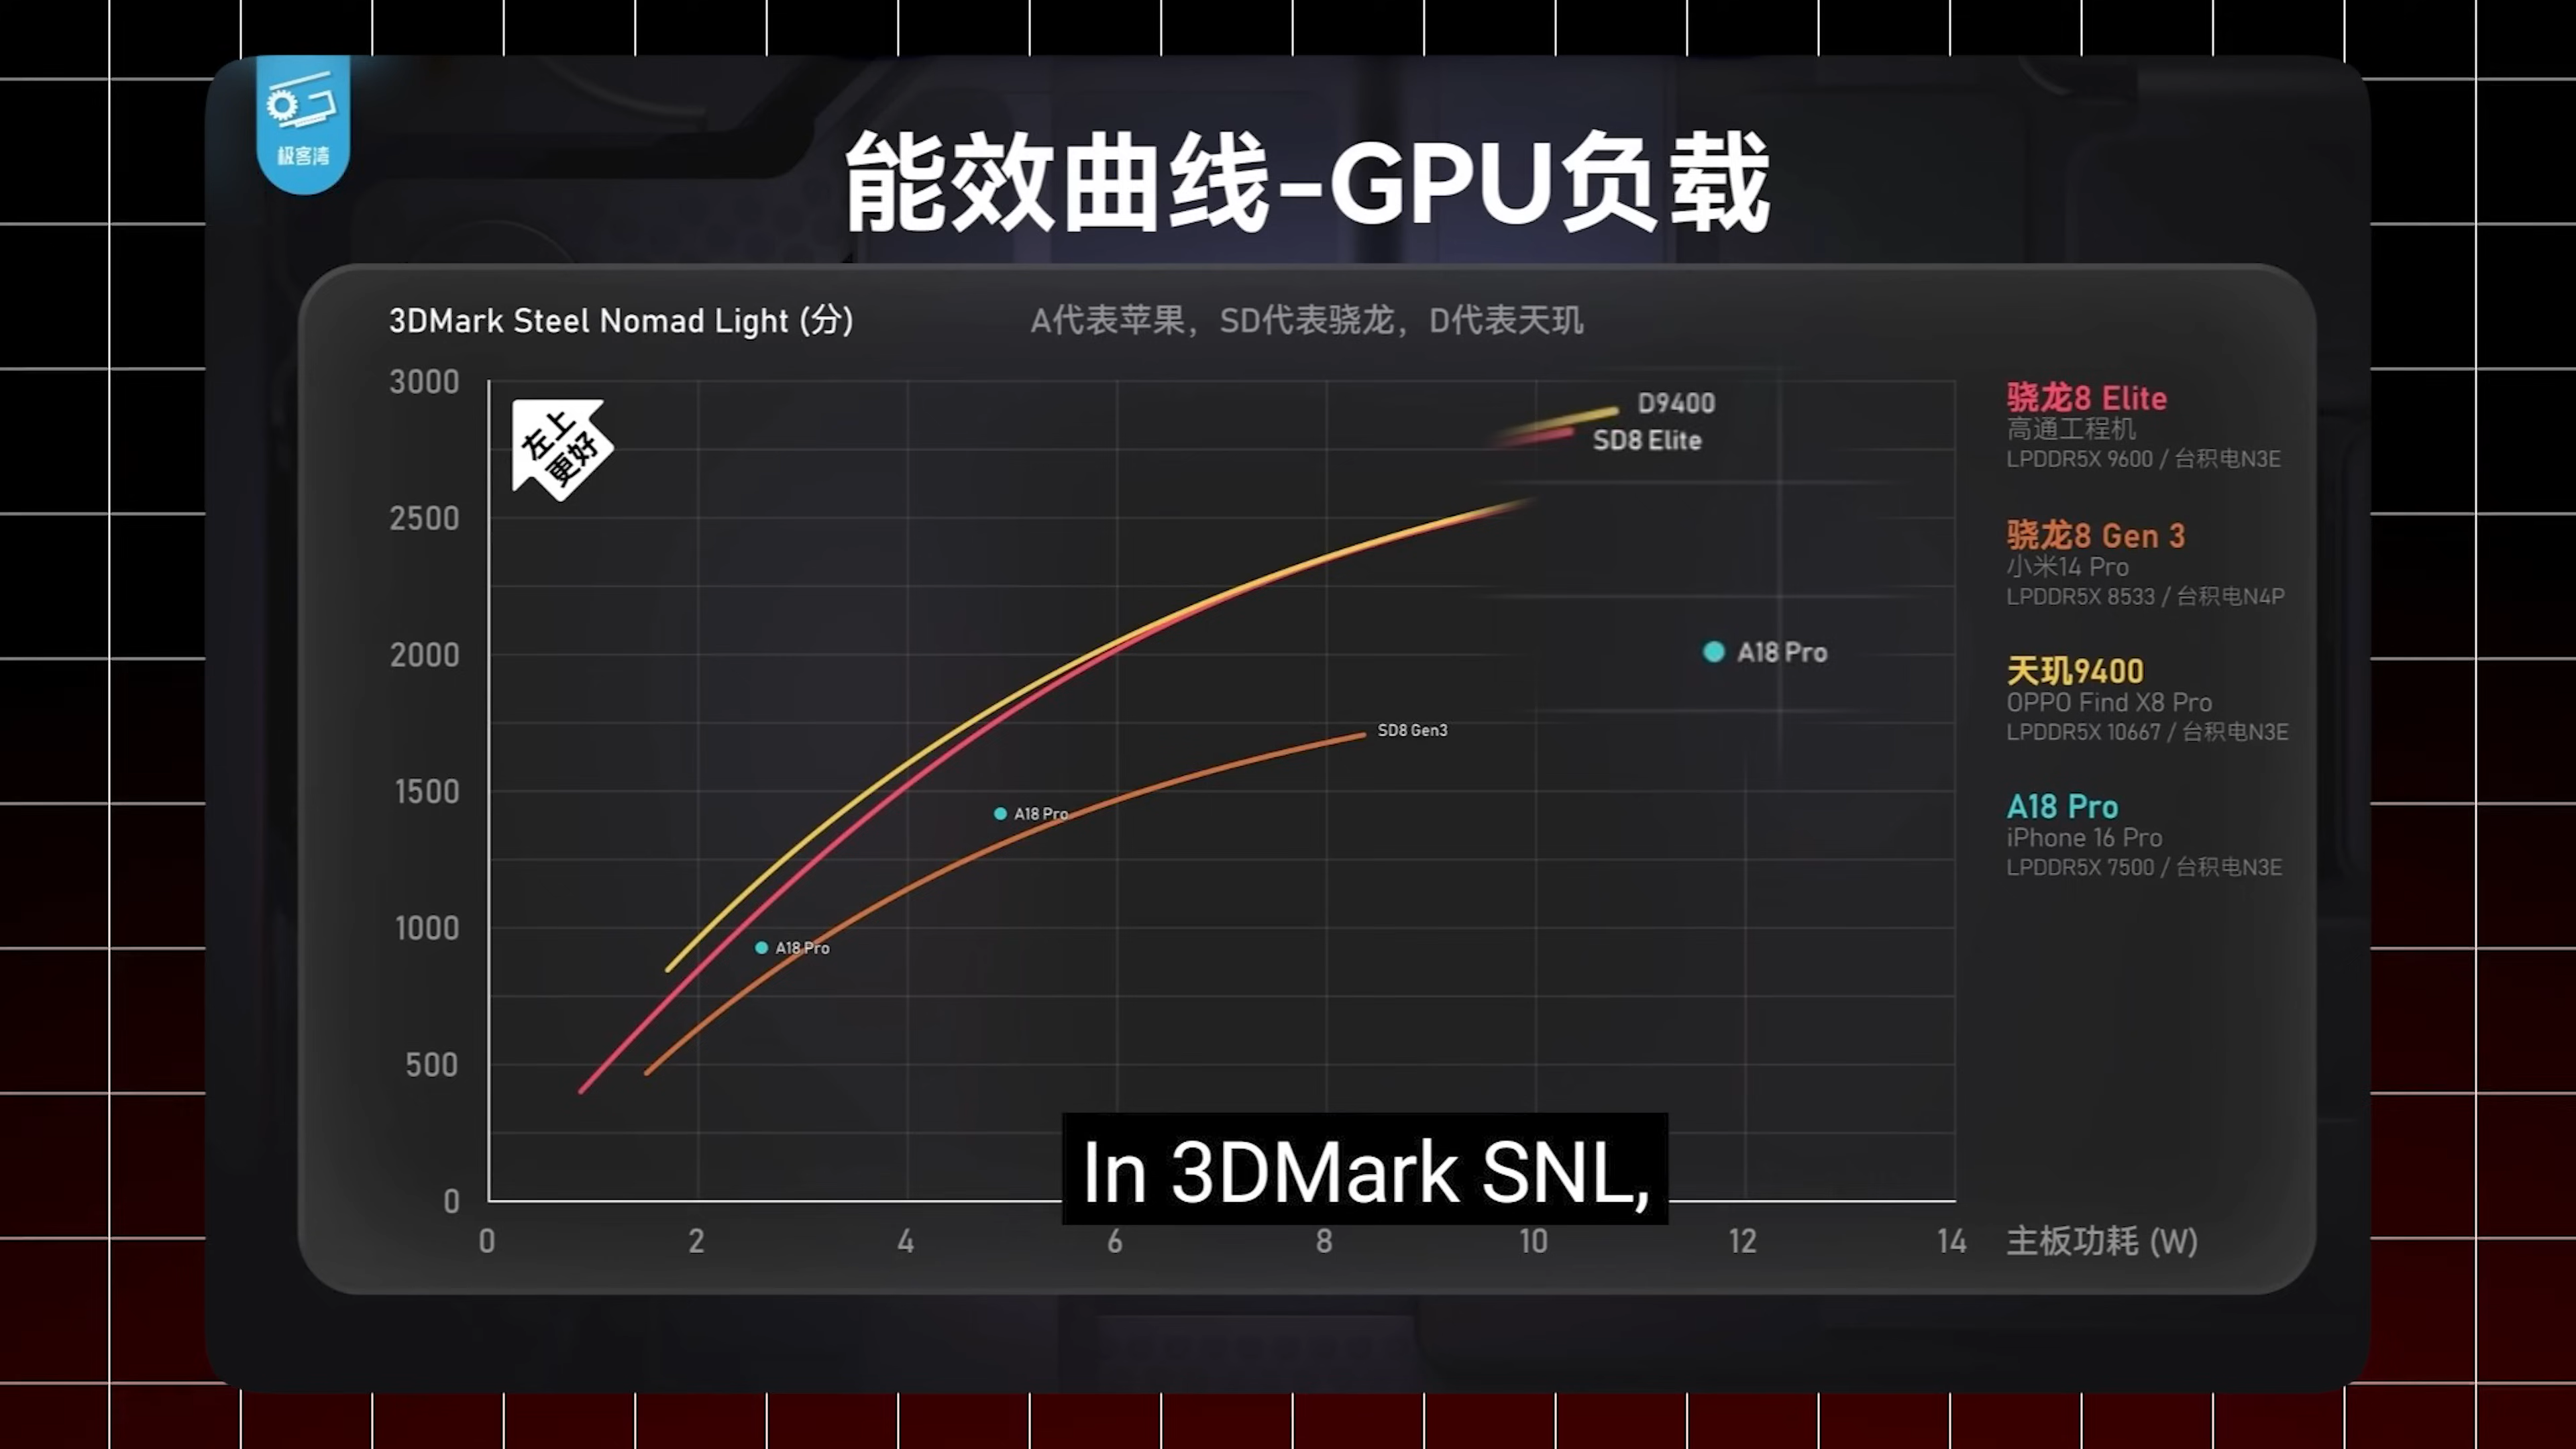 极客湾
能效曲线-GPU负载
3DMark Steel Nomad Light (分)
A代表苹果，SD代表骁龙，D代表天玑
3000
2500
2000
1500
1000
500
0
左上
更好
D9400
SD8 Elite
A18 Pro
SD8 Gen3
A18 Pro
A18 Pro
骁龙8 Elite
高通工程机
LPDDR5X 9600 / 台积电N3E
骁龙8 Gen 3
小米14 Pro
LPDDR5X 8533 / 台积电N4P
天玑9400
OPPO Find X8 Pro
LPDDR5X 10667 / 台积电N3E
A18 Pro
iPhone 16 Pro
LPDDR5X 7500 / 台积电N3E
In 3DMark SNL,
0 2 4 6 8 10 12 14 主板功耗 (W)